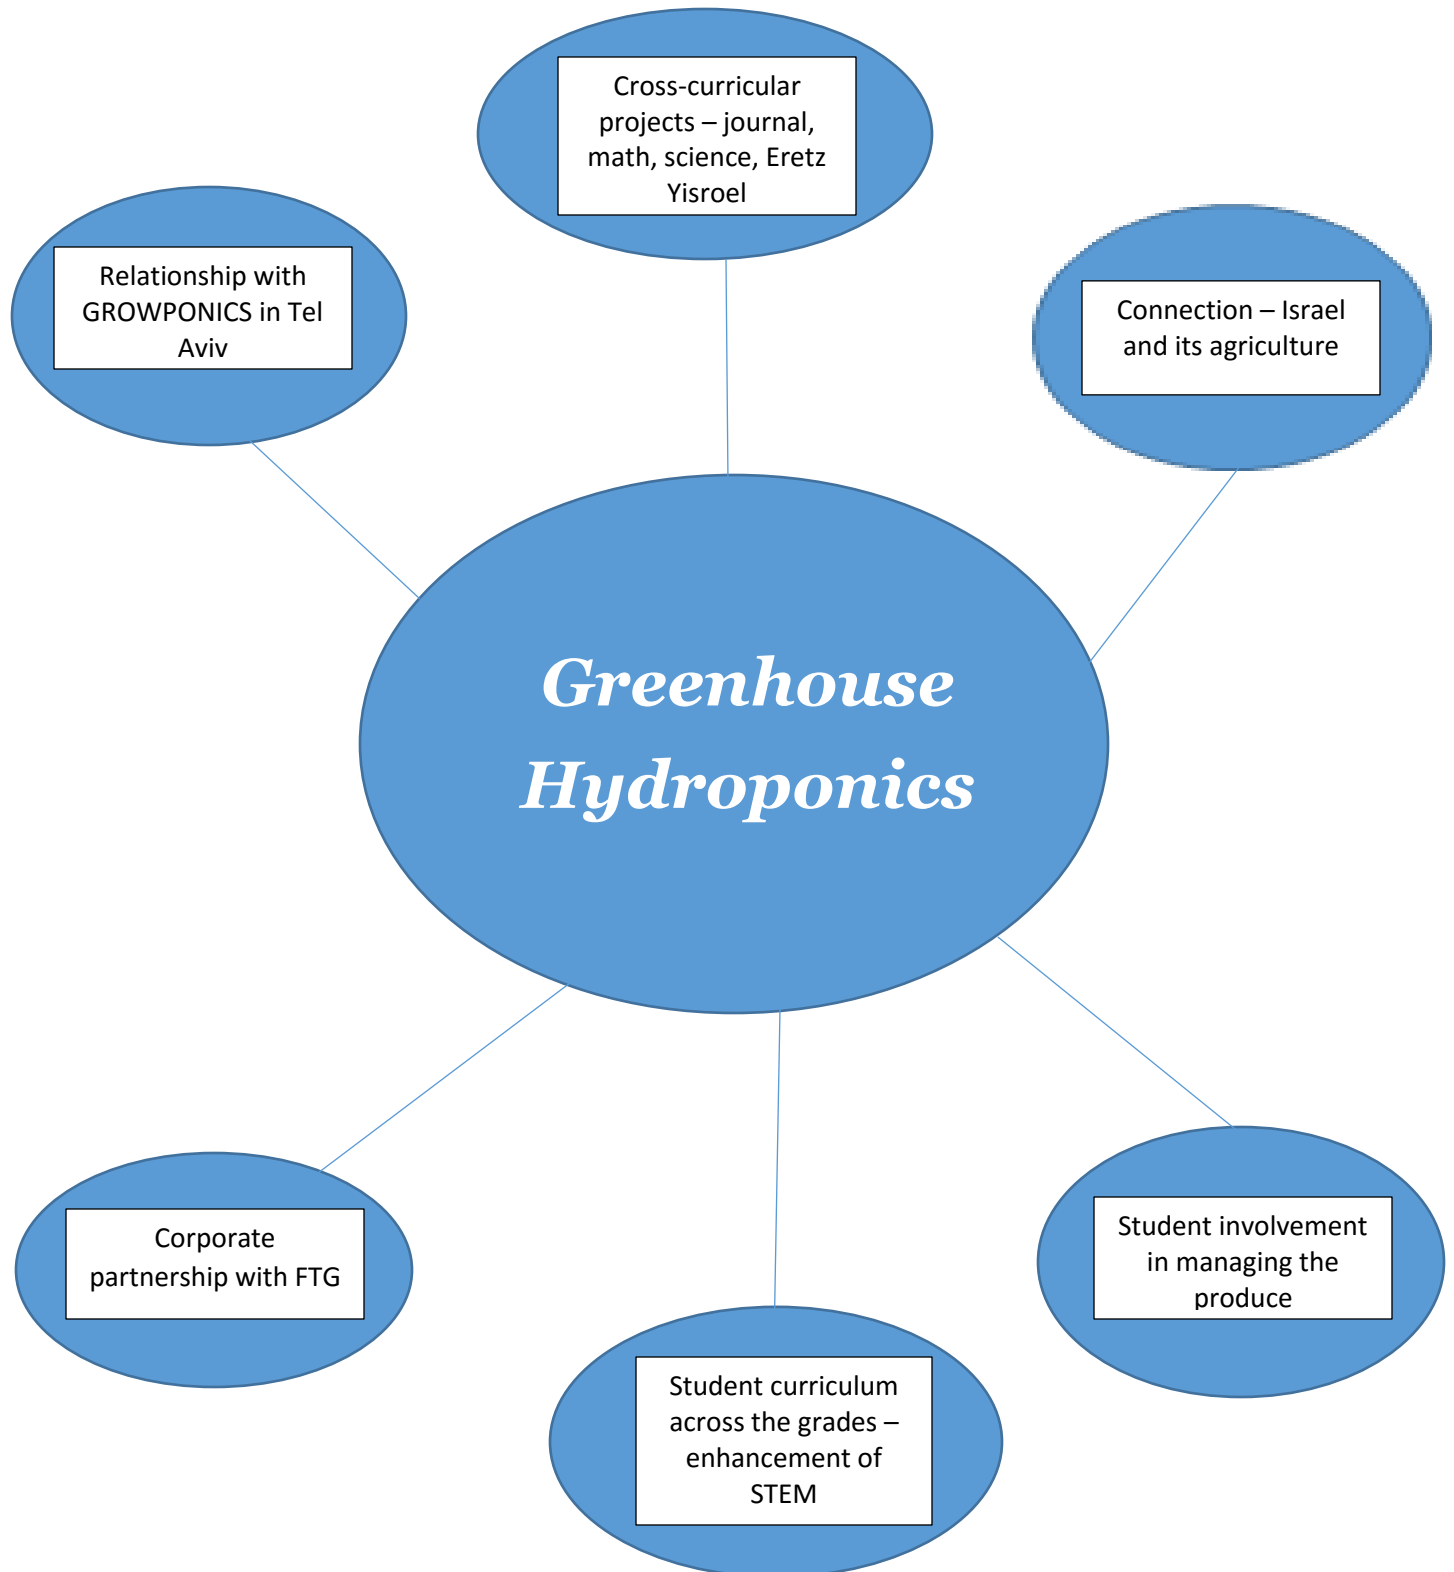 Cross-curricular
projects – journal,
math, science, Eretz
Yisroel
Relationship with
GROWPONICS in Tel
Aviv
Connection – Israel
and its agriculture
Greenhouse
Hydroponics
Corporate
partnership with FTG
Student involvement
in managing the
produce
Student curriculum
across the grades –
enhancement of
STEM